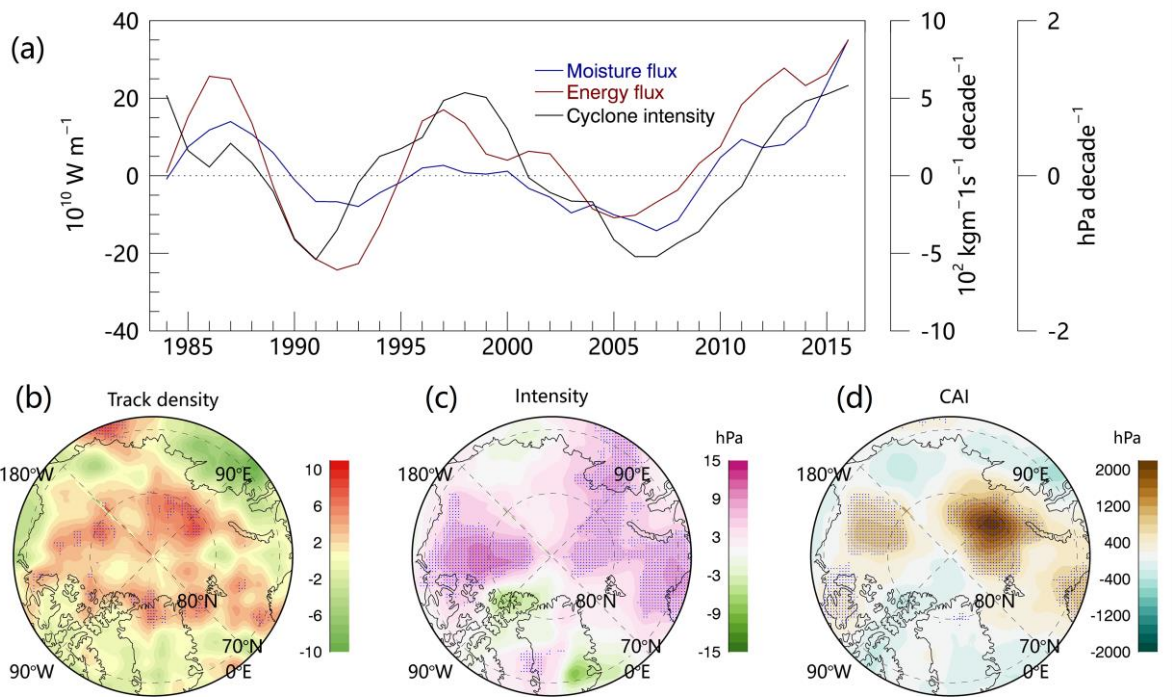 (a)
40
20
0
-20
-40
10¹⁰ W m⁻¹
Moisture flux
Energy flux
Cyclone intensity
10
5
0
-5
-10
10² kgm⁻1s⁻¹ decade⁻¹
2
0
-2
hPa decade⁻¹
1985 1990 1995 2000 2005 2010 2015
(b) Track density
180°W
90°E
80°N
70°N
90°W
0°E
10
6
2
-2
-6
-10
(c) Intensity
180°W
90°E
80°N
70°N
90°W
0°E
hPa
15
9
3
-3
-9
-15
(d) CAI
180°W
90°E
80°N
70°N
90°W
0°E
hPa
2000
1200
400
-400
-1200
-2000